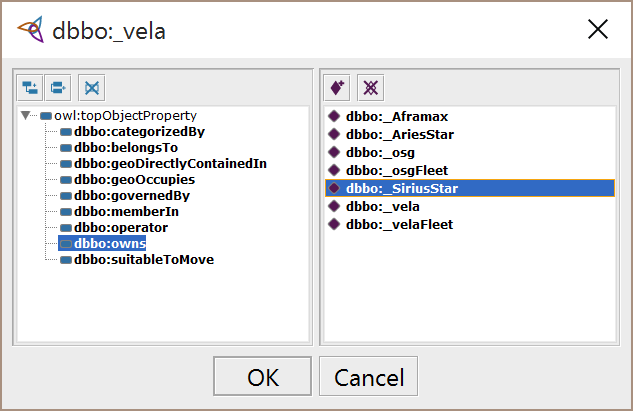 dbbo:_vela
owl:topObjectProperty
dbbo:categorizedBy
dbbo:belongsTo
dbbo:geoDirectlyContainedIn
dbbo:geoOccupies
dbbo:governedBy
dbbo:memberIn
dbbo:operator
dbbo:owns
dbbo:suitableToMove
dbbo:_Aframax
dbbo:_AriesStar
dbbo:_osg
dbbo:_osgFleet
dbbo:_SiriusStar
dbbo:_vela
dbbo:_velaFleet
OK
Cancel